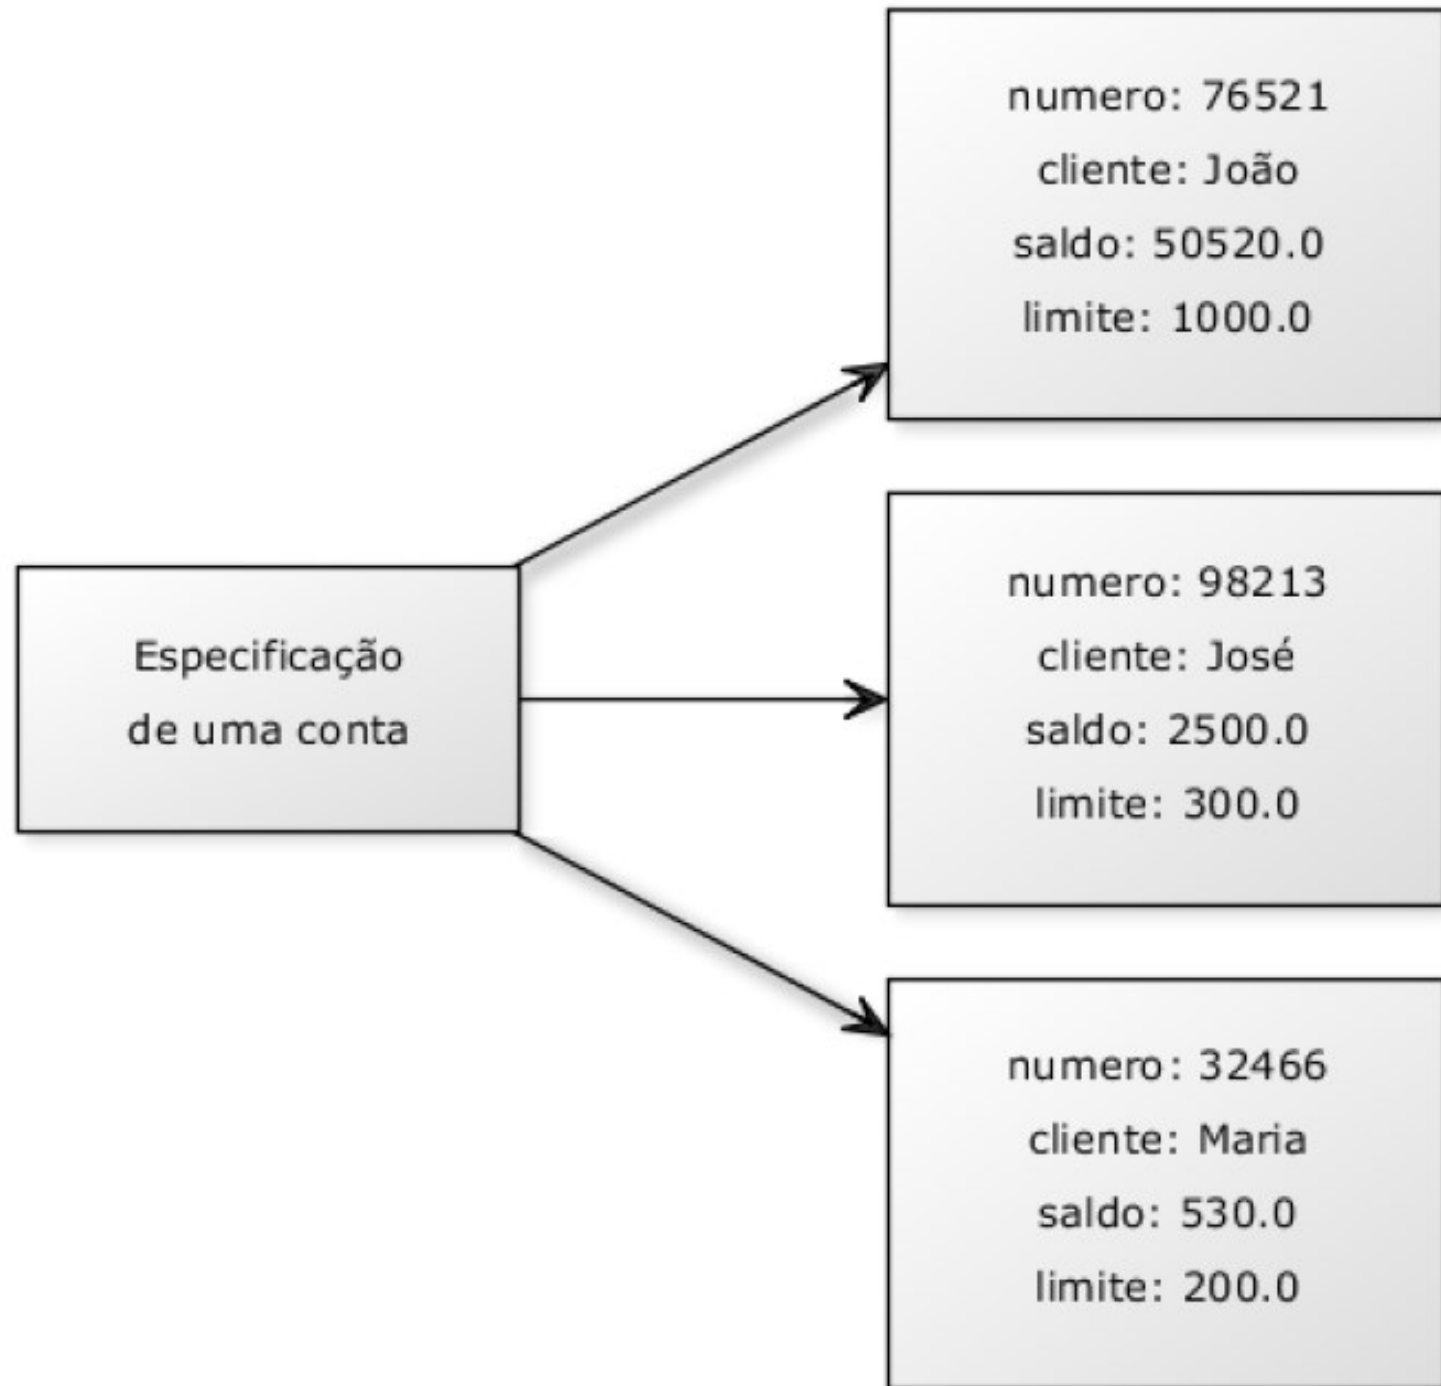 numero: 76521
cliente: João
saldo: 50520.0
limite: 1000.0
Especificação
de uma conta
numero: 98213
cliente: José
saldo: 2500.0
limite: 300.0
numero: 32466
cliente: Maria
saldo: 530.0
limite: 200.0